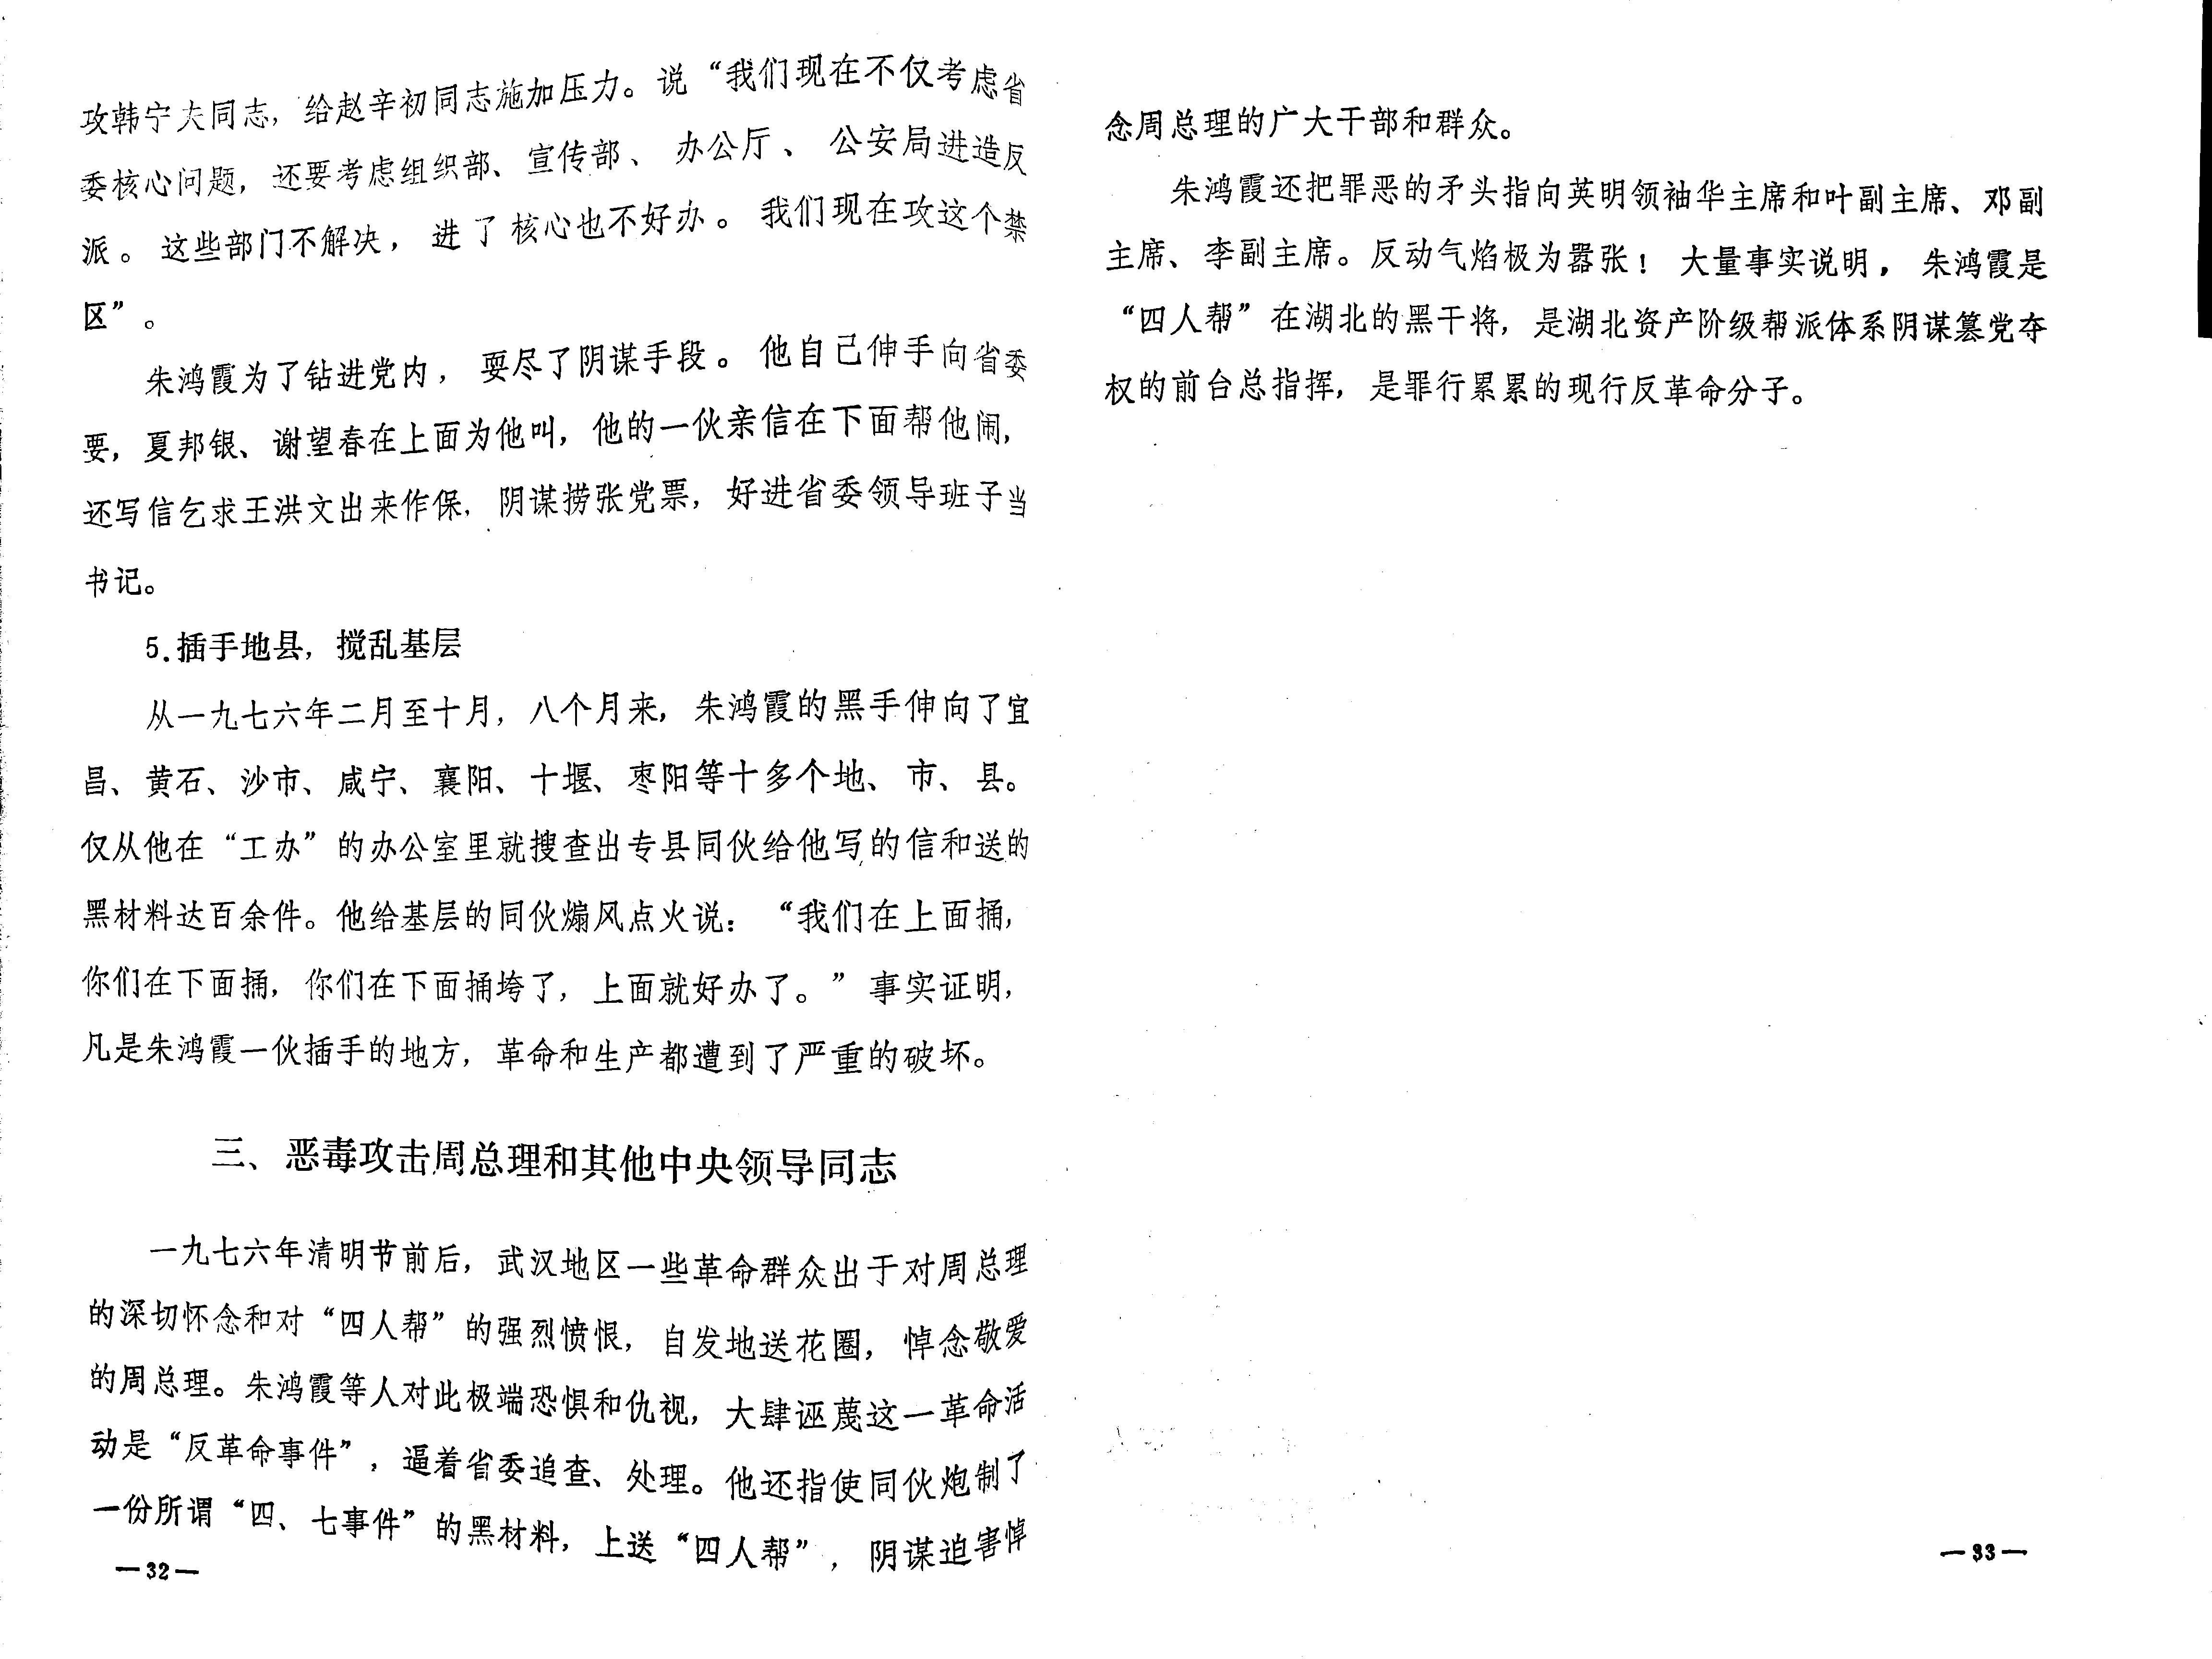 攻韩宁夫同志，给赵辛初同志施加压力。说“我们现在不仅考虑省
委核心问题，还要考虑组织部、宣传部、办公厅、公安局进造反
派。这些部门不解决，进了核心也不好办。我们现在攻这个禁
区”。
朱鸿霞为了钻进党内，耍尽了阴谋手段。他自己伸手向省委
要，夏邦银、谢望春在上面为他叫，他的一伙亲信在下面帮他闹，
还写信乞求王洪文出来作保，阴谋捞张党票，好进省委领导班子当
书记。
5.插手地县，搅乱基层
从一九七六年二月至十月，八个月来，朱鸿霞的黑手伸向了宜
昌、黄石、沙市、咸宁、襄阳、十堰、枣阳等十多个地、市、县。
仅从他在“工办”的办公室里就搜查出专县同伙给他写的信和送的
黑材料达百余件。他给基层的同伙煽风点火说：“我们在上面捅，
你们在下面捅，你们在下面捅垮了，上面就好办了。”事实证明，
凡是朱鸿霞一伙插手的地方，革命和生产都遭到了严重的破坏。
三、恶毒攻击周总理和其他中央领导同志
一九七六年清明节前后，武汉地区一些革命群众出于对周总理
的深切怀念和对“四人帮”的强烈愤恨，自发地送花圈，悼念敬爱
的周总理。朱鸿霞等人对此极端恐惧和仇视，大肆诬蔑这一革命活
动是“反革命事件”，逼着省委追查、处理。他还指使同伙炮制了
一份所谓“四、七事件”的黑材料，上送“四人帮”，阴谋迫害悼
—32—
念周总理的广大干部和群众。
朱鸿霞还把罪恶的矛头指向英明领袖华主席和叶副主席、邓副
主席、李副主席。反动气焰极为嚣张！大量事实说明，朱鸿霞是
“四人帮”在湖北的黑干将，是湖北资产阶级帮派体系阴谋篡党夺
权的前台总指挥，是罪行累累的现行反革命分子。
—33—